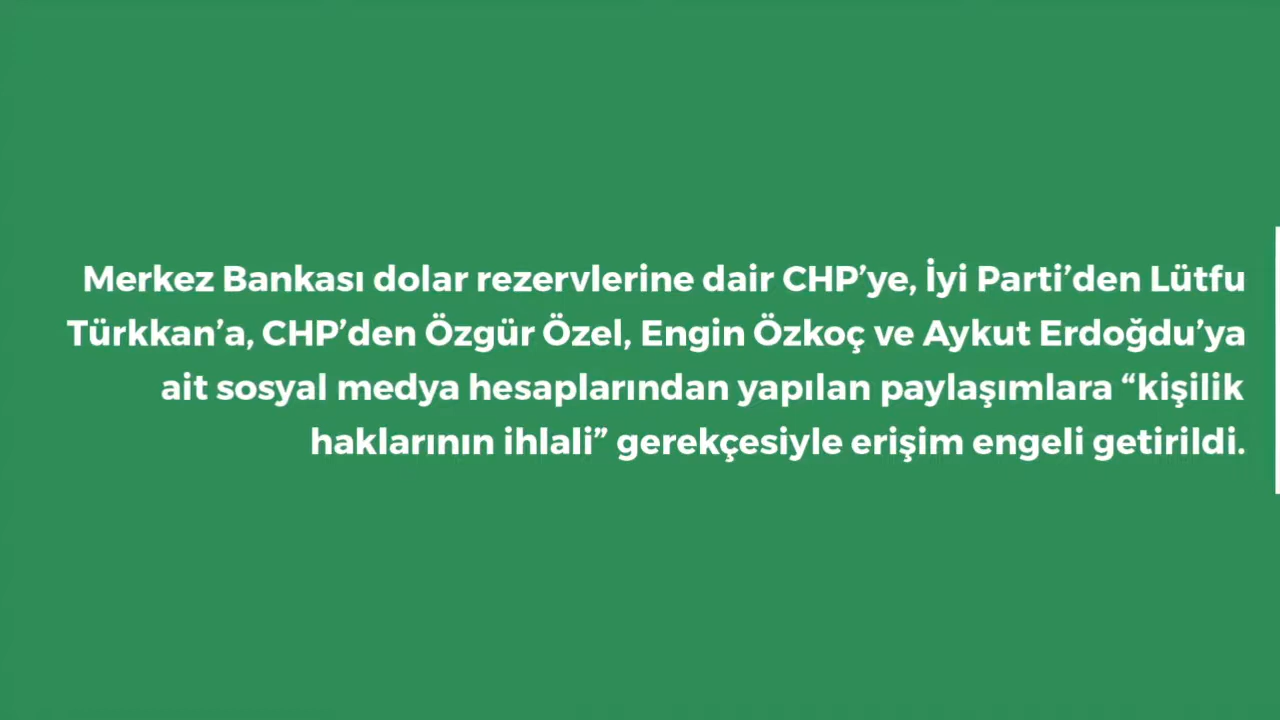 Merkez Bankası dolar rezervlerine dair CHP’ye, İyi Parti’den Lütfu
Türkkan’a, CHP’den Özgür Özel, Engin Özkoç ve Aykut Erdoğdu’ya
ait sosyal medya hesaplarından yapılan paylaşımlara “kişilik
haklarının ihlali” gerekçesiyle erişim engeli getirildi.